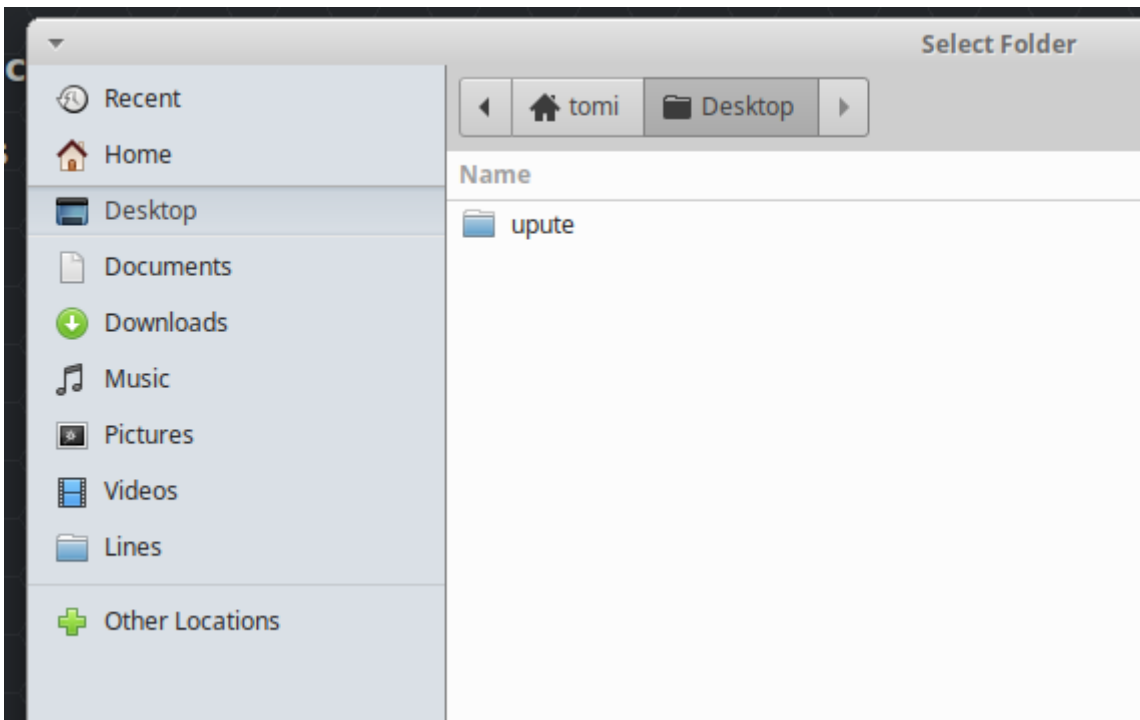 Select Folder
Recent
Home
Desktop
Documents
Downloads
Music
Pictures
Videos
Lines
Other Locations
tomi Desktop
Name
upute